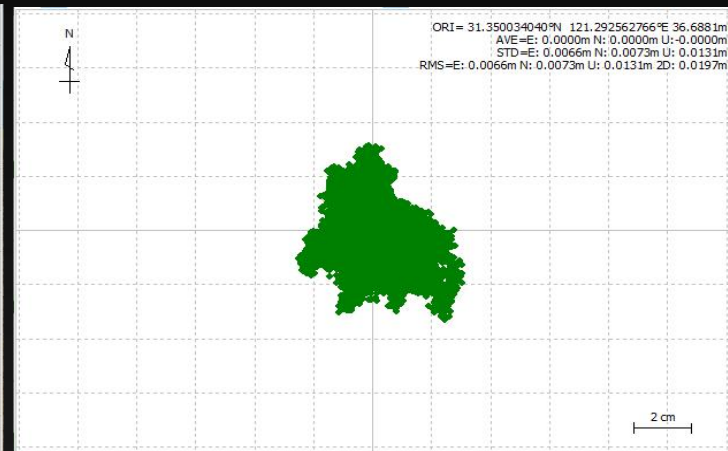 ORI= 31.350034040°N 121.292562766°E 36.6881m
AVE=E: 0.0000m N: 0.0000m U:-0.0000m
STD=E: 0.0066m N: 0.0073m U: 0.0131m
RMS=E: 0.0066m N: 0.0073m U: 0.0131m 2D: 0.0197m
N
2 cm